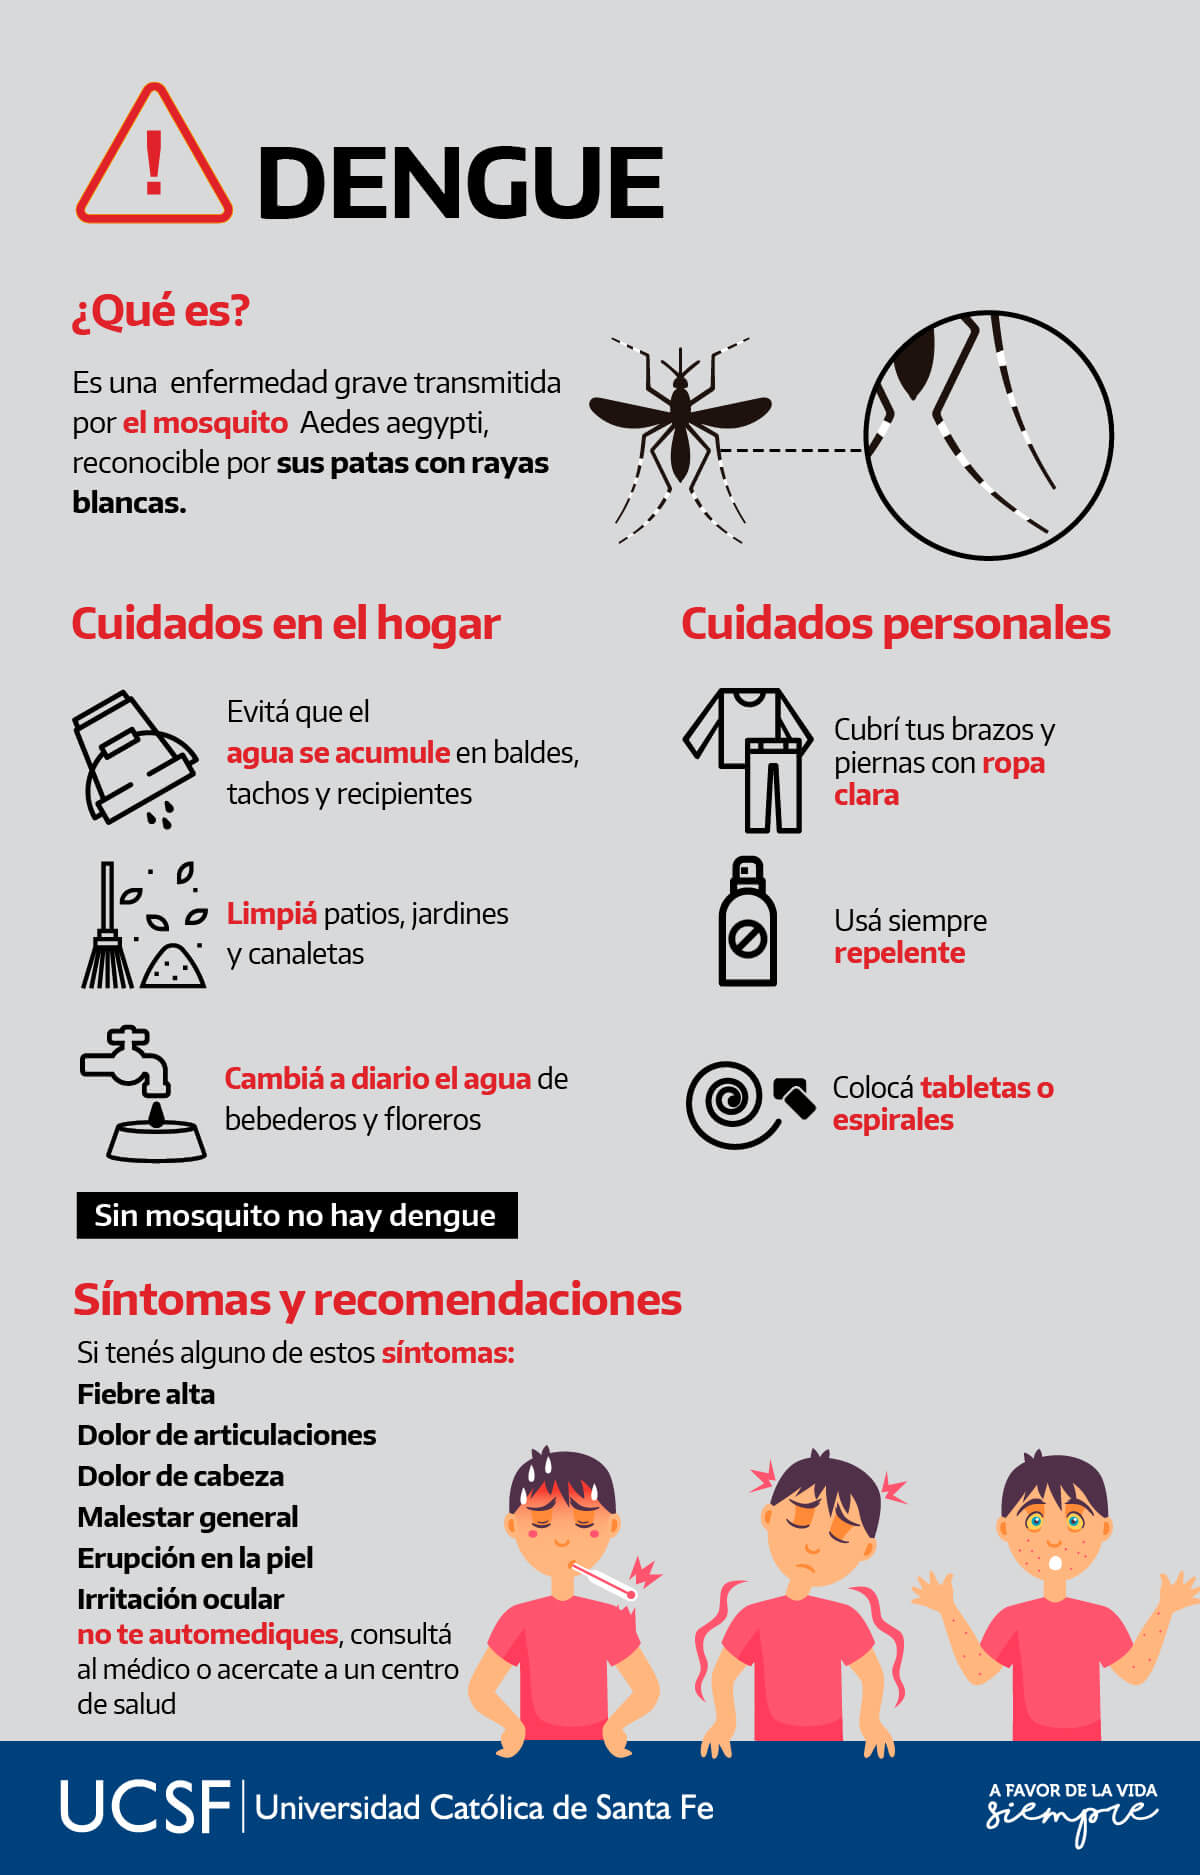 !
DENGUE
¿Qué es?
Es una enfermedad grave transmitida
por el mosquito Aedes aegypti,
reconocible por sus patas con rayas
blancas.
Cuidados en el hogar
Evitá que el
agua se acumule en baldes,
tachos y recipientes
Limpiá patios, jardines
y canaletas
Cambiá a diario el agua de
bebederos y floreros
Cuidados personales
Cubrí tus brazos y
piernas con ropa
clara
Usá siempre
repelente
Colocá tabletas o
espirales
Sin mosquito no hay dengue
Síntomas y recomendaciones
Si tenés alguno de estos síntomas:
Fiebre alta
Dolor de articulaciones
Dolor de cabeza
Malestar general
Erupción en la piel
Irritación ocular
no te automediques, consultá
al médico o acercate a un centro
de salud
UCSF | Universidad Católica de Santa Fe
A FAVOR DE LA VIDA
siempre